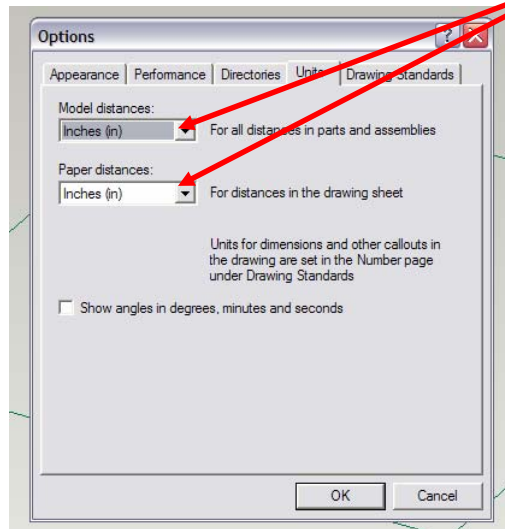 Options
Appearance Performance Directories Units Drawing Standards
Model distances:
Inches (in) For all distances in parts and assemblies
Paper distances:
Inches (in) For distances in the drawing sheet
Units for dimensions and other callouts in
the drawing are set in the Number page
under Drawing Standards
Show angles in degrees, minutes and seconds
OK Cancel